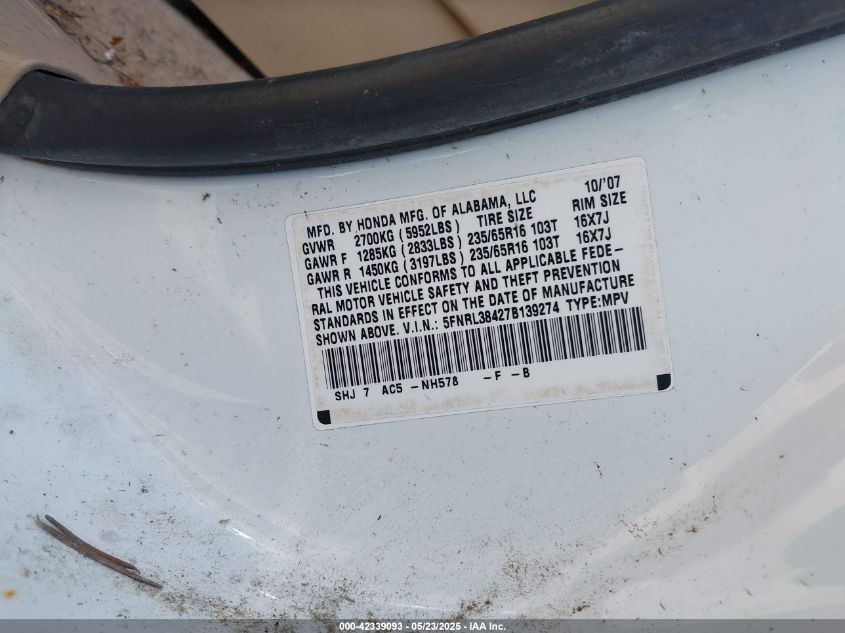 MFD. BY HONDA MFG. OF ALABAMA, LLC 10/'07
GVWR 2700KG (5952LBS) TIRE SIZE RIM SIZE
GAWR F 1285KG (2833LBS) 235/65R16 103T 16X7J
GAWR R 1450KG (3197LBS) 235/65R16 103T 16X7J
THIS VEHICLE CONFORMS TO ALL APPLICABLE FEDE-
RAL MOTOR VEHICLE SAFETY AND THEFT PREVENTION
STANDARDS IN EFFECT ON THE DATE OF MANUFACTURE
SHOWN ABOVE. V.I.N.: 5FNRL38427B139274 TYPE:MPV
SHJ 7 AC5 -NH578 -F -B
000-42339093 - 05/23/2025 - IAA Inc.